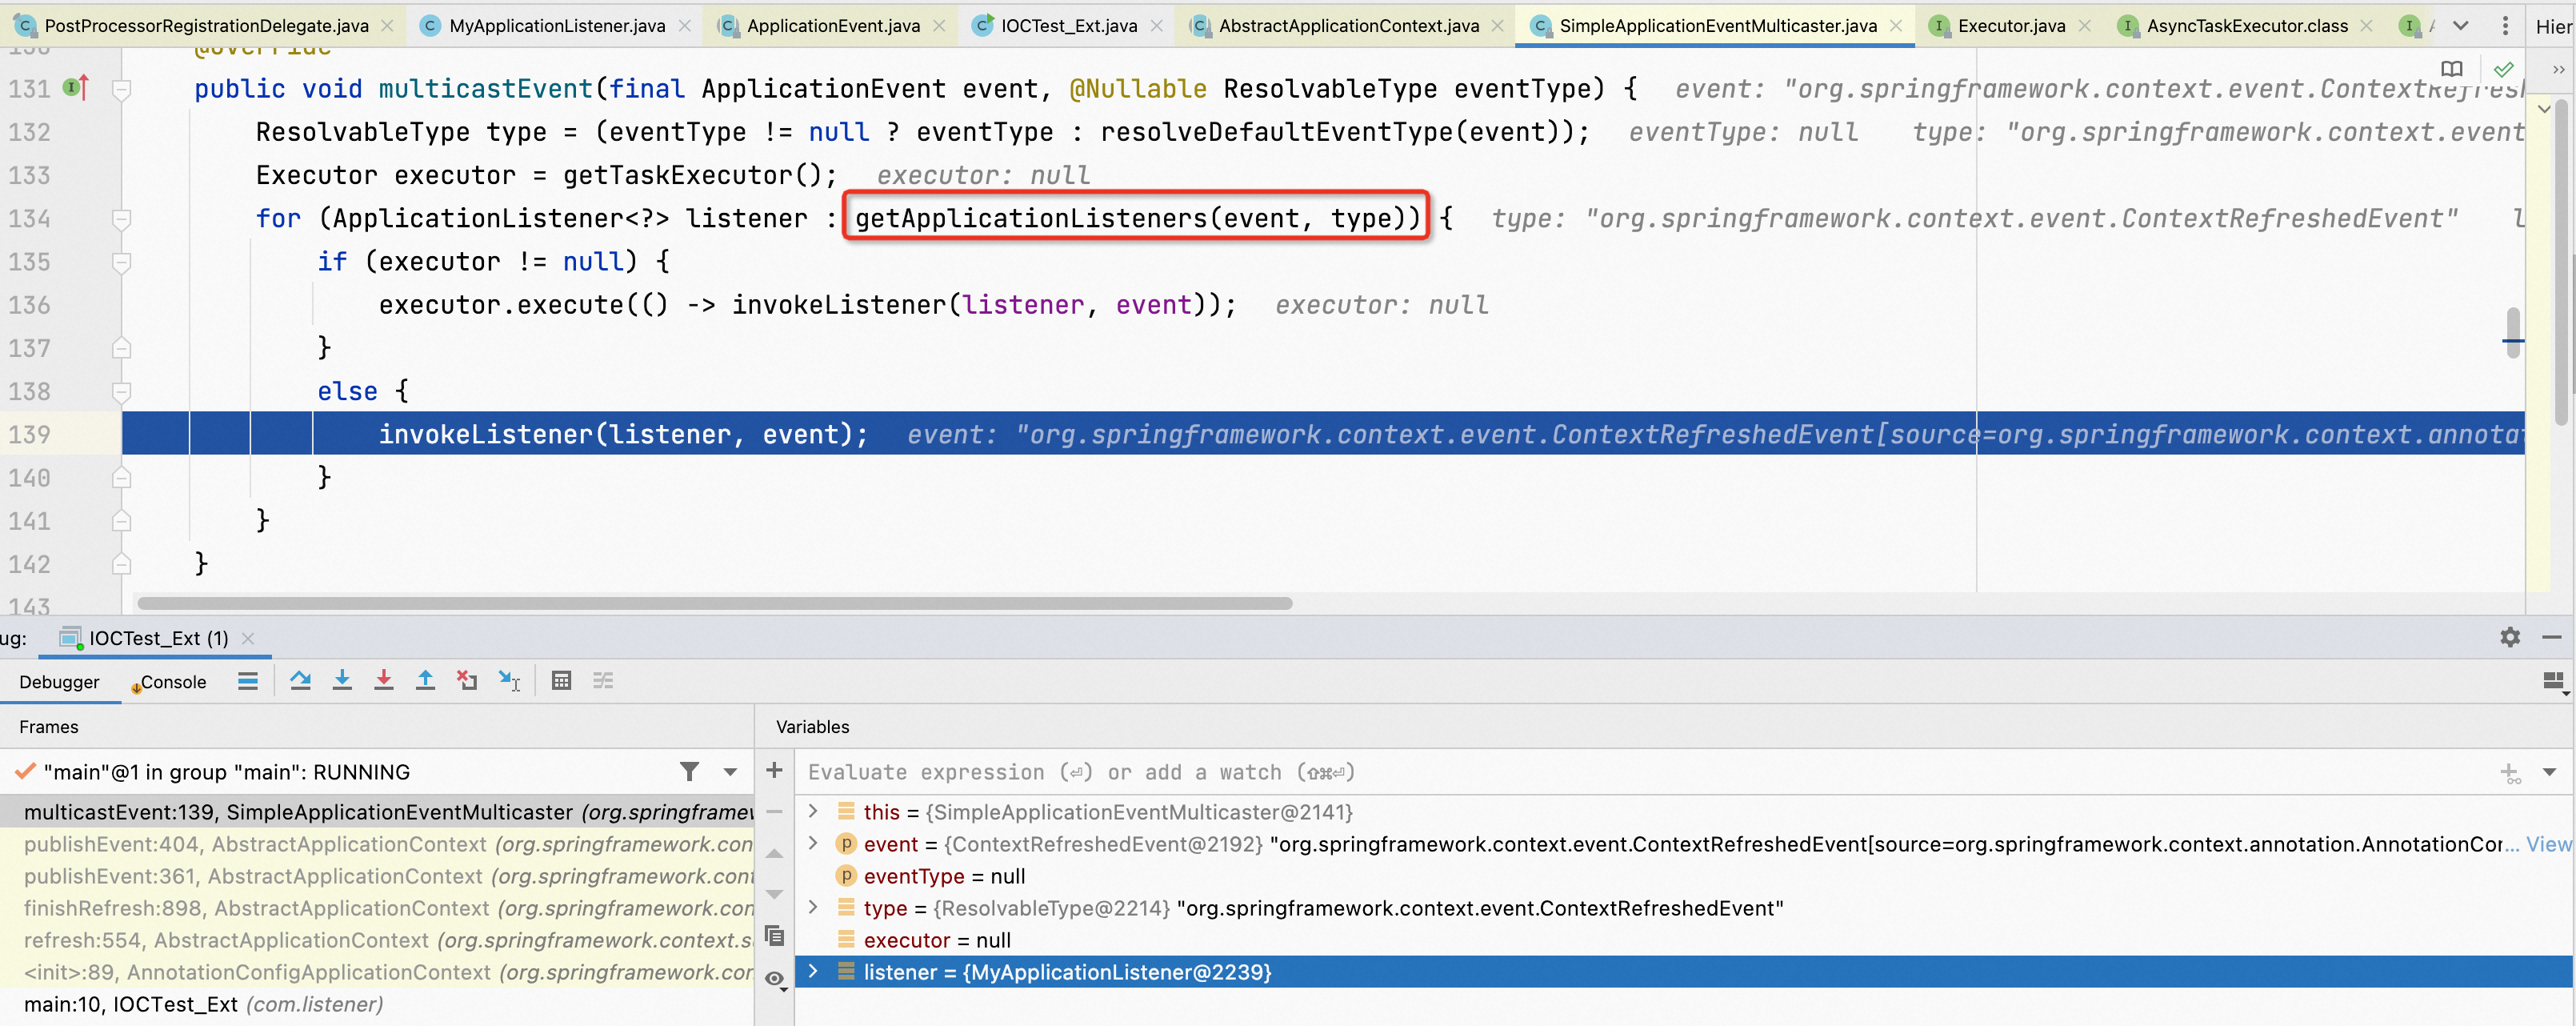 PostProcessorRegistrationDelegate.java MyApplicationListener.java ApplicationEvent.java IOCTest_Ext.java AbstractApplicationContext.java SimpleApplicationEventMulticaster.java Executor.java AsyncTaskExecutor.class Hier
130 @Override
131 public void multicastEvent(final ApplicationEvent event, @Nullable ResolvableType eventType) { event: "org.springframework.context.event.ContextRefresh
132 ResolvableType type = (eventType != null ? eventType : resolveDefaultEventType(event)); eventType: null type: "org.springframework.context.event
133 Executor executor = getTaskExecutor(); executor: null
134 for (ApplicationListener<?> listener : getApplicationListeners(event, type)) { type: "org.springframework.context.event.ContextRefreshedEvent" l
135 if (executor != null) {
136 executor.execute(() -> invokeListener(listener, event)); executor: null
137 }
138 else {
139 invokeListener(listener, event); event: "org.springframework.context.event.ContextRefreshedEvent[source=org.springframework.context.annotat
140 }
141 }
142 }
143
ug: IOCTest_Ext (1)
Debugger Console
Frames Variables
"main"@1 in group "main": RUNNING
Evaluate expression (⏎) or add a watch (⇧⌘⏎)
multicastEvent:139, SimpleApplicationEventMulticaster (org.springframew
publishEvent:404, AbstractApplicationContext (org.springframework.con
publishEvent:361, AbstractApplicationContext (org.springframework.cont
finishRefresh:898, AbstractApplicationContext (org.springframework.con
refresh:554, AbstractApplicationContext (org.springframework.context.s
<init>:89, AnnotationConfigApplicationContext (org.springframework.cor
main:10, IOCTest_Ext (com.listener)
this = {SimpleApplicationEventMulticaster@2141}
event = {ContextRefreshedEvent@2192} "org.springframework.context.event.ContextRefreshedEvent[source=org.springframework.context.annotation.AnnotationCor... View
eventType = null
type = {ResolvableType@2214} "org.springframework.context.event.ContextRefreshedEvent"
executor = null
listener = {MyApplicationListener@2239}